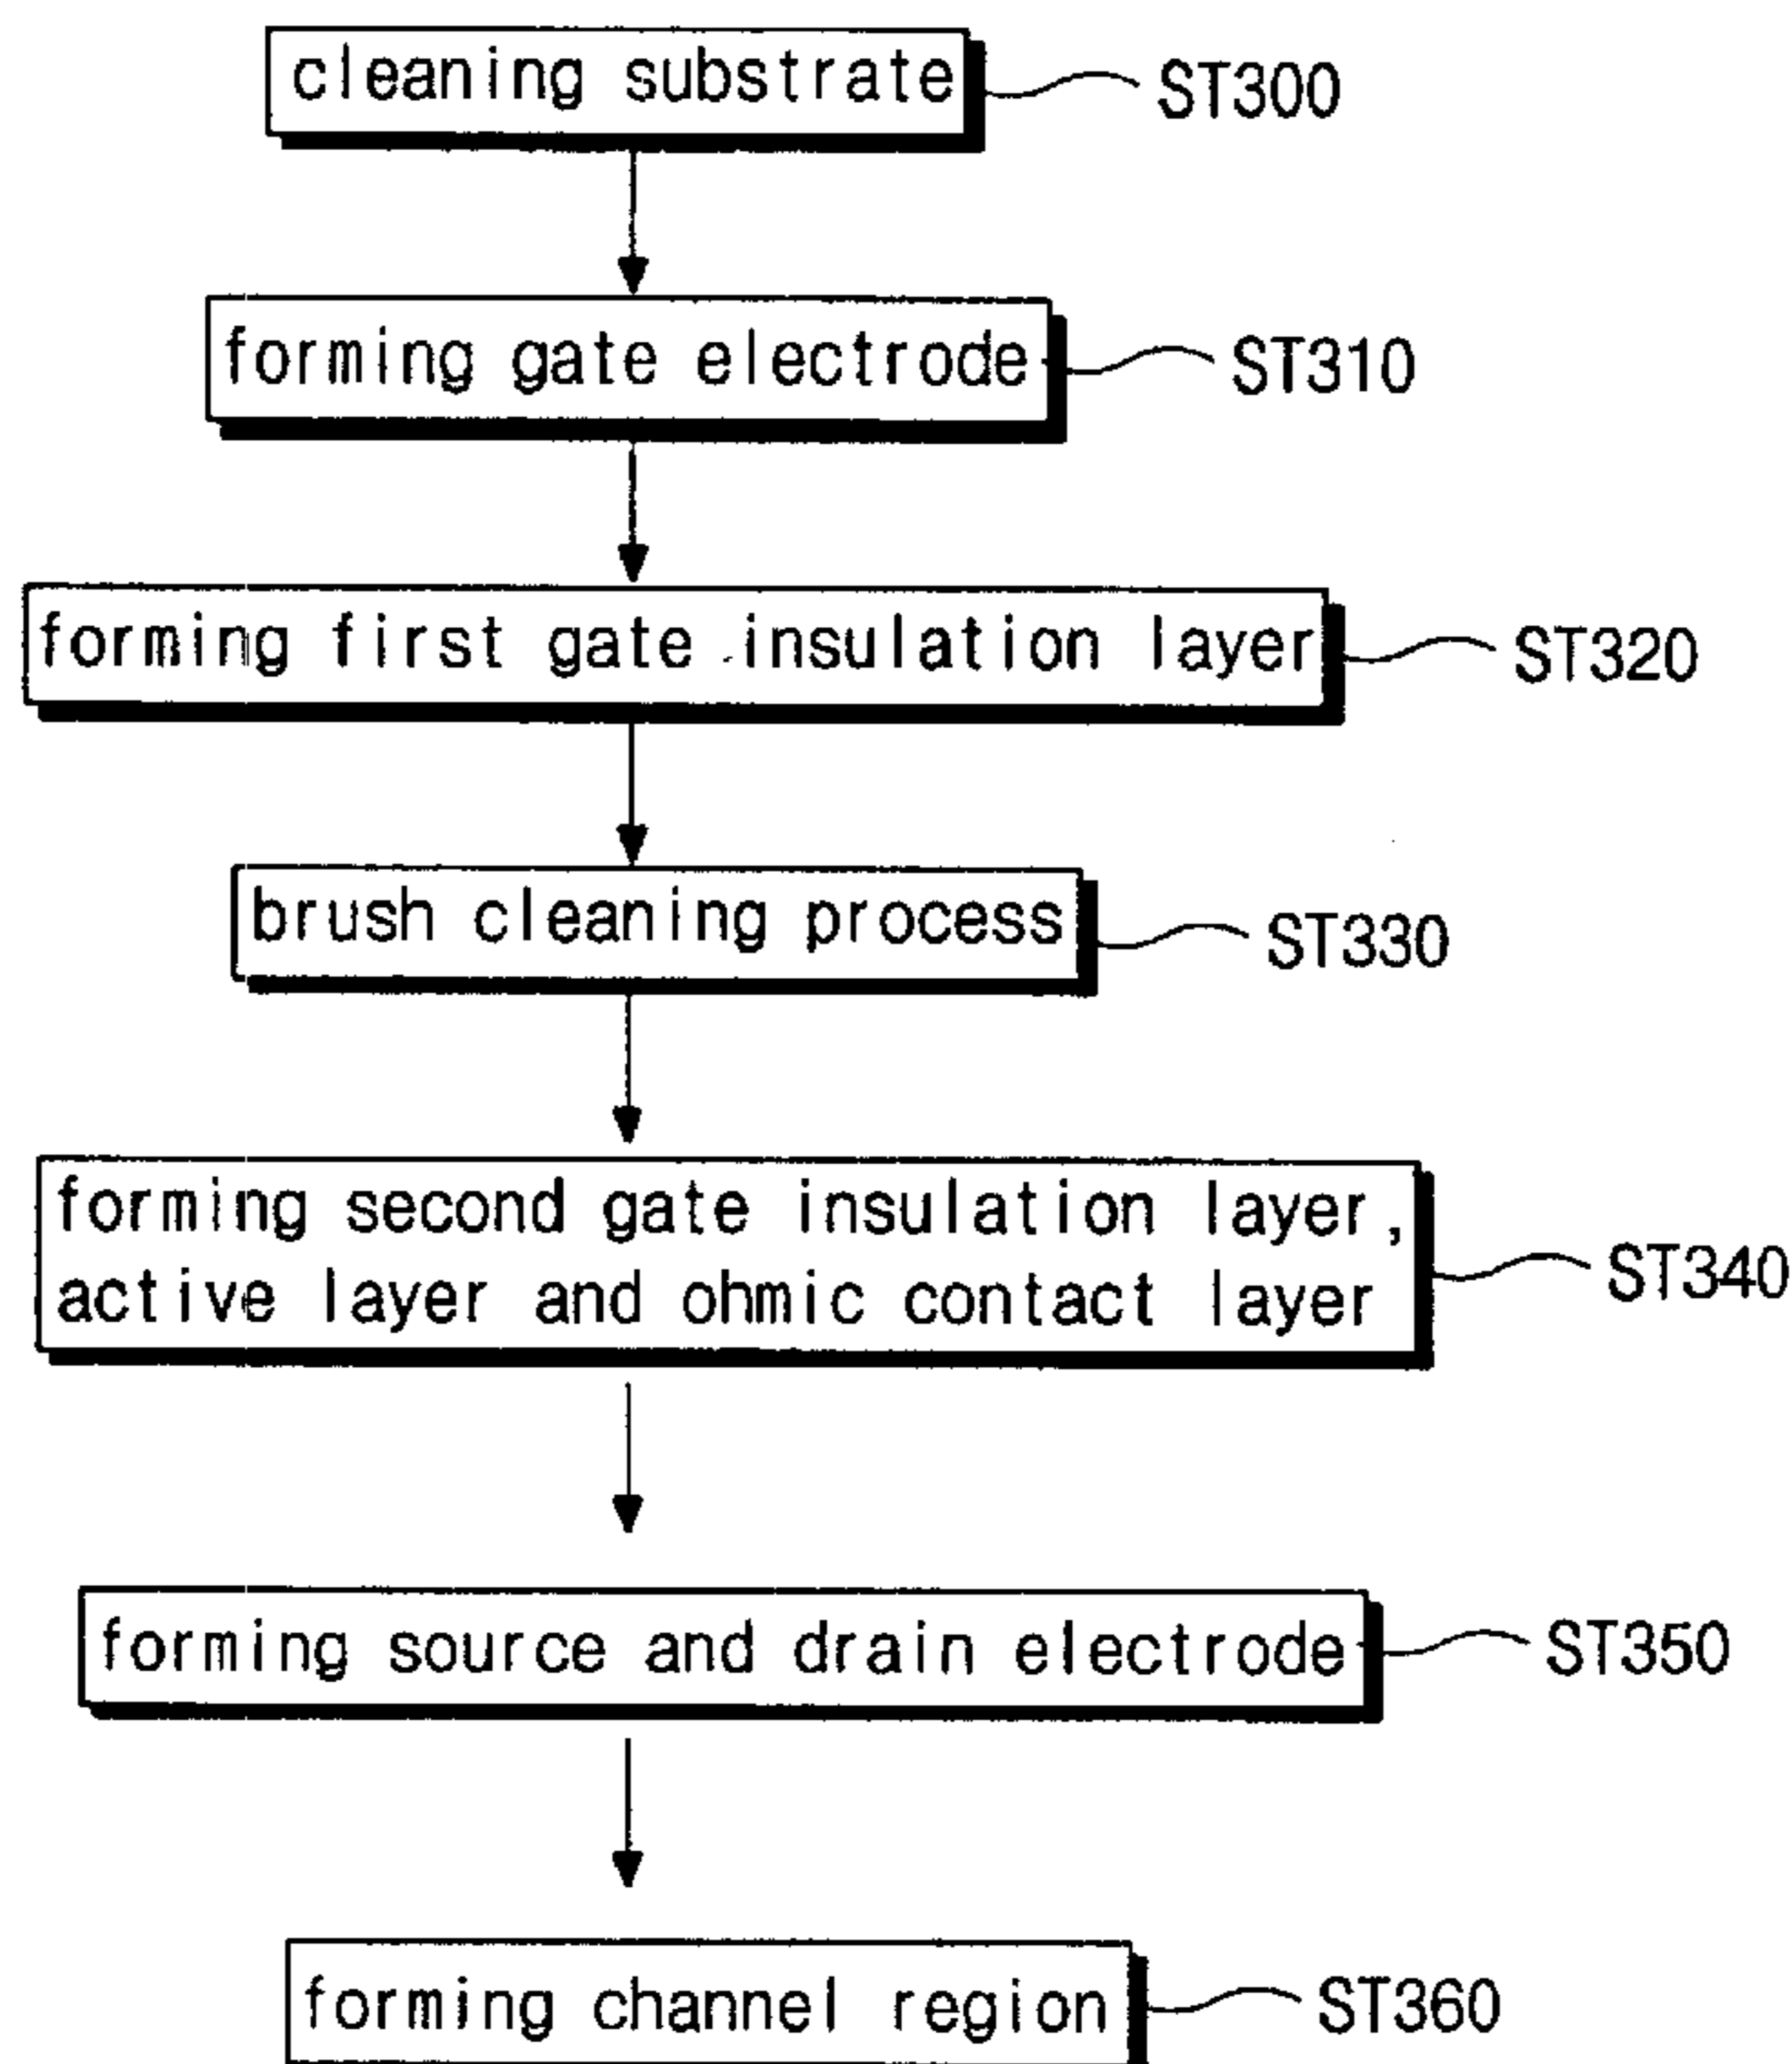 cleaning substrate
ST300
forming gate electrode
ST310
forming first gate insulation layer
ST320
brush cleaning process
ST330
forming second gate insulation layer,
active layer and ohmic contact layer
ST340
forming source and drain electrode
ST350
forming channel region
ST360